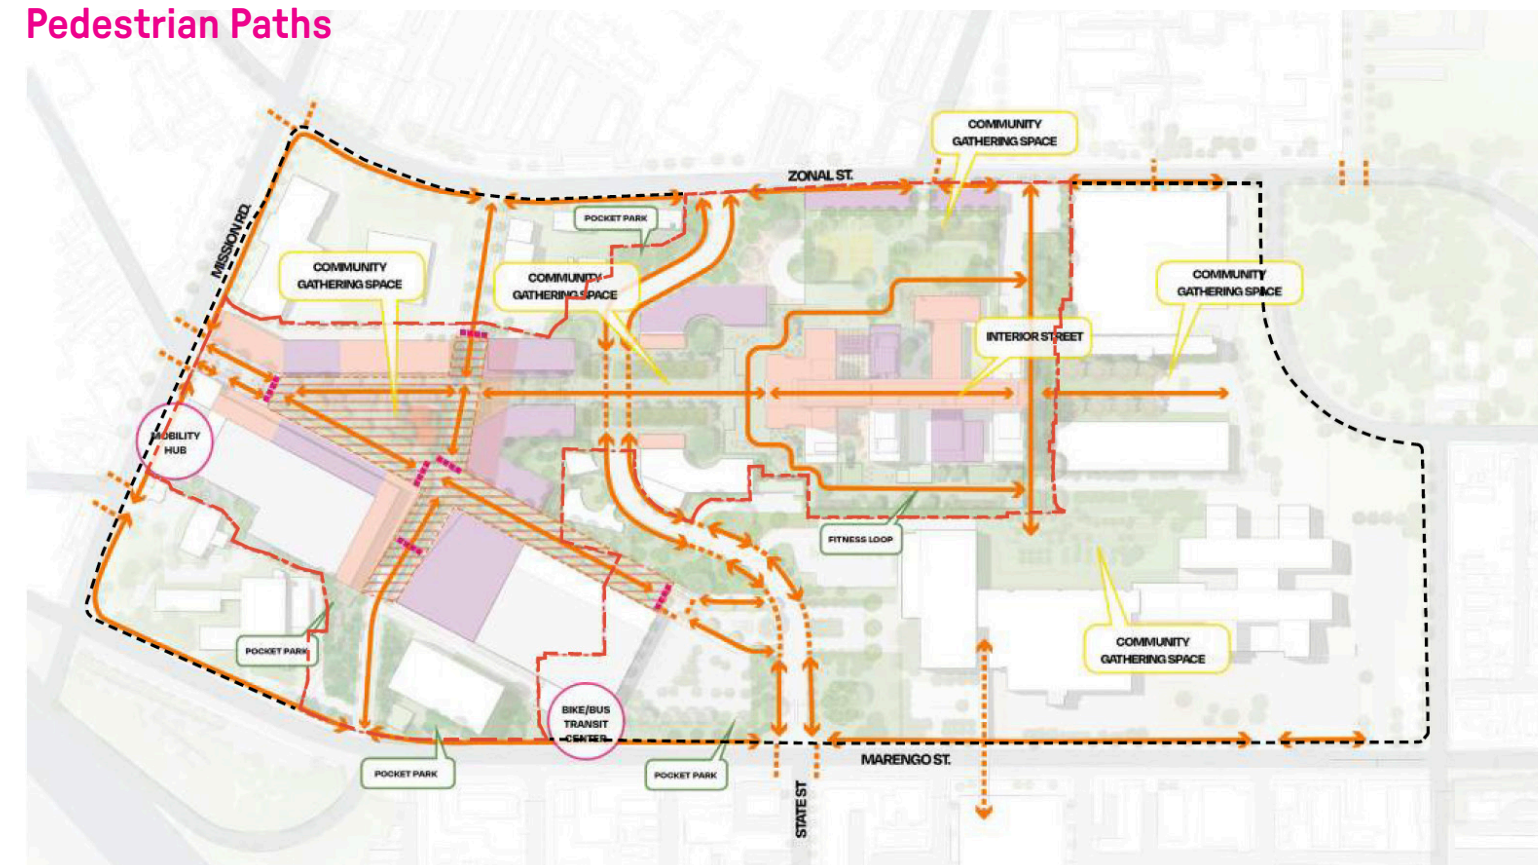 Pedestrian Paths
COMMUNITY
GATHERING SPACE
ZONAL ST.
POCKET PARK
MISSION RD.
COMMUNITY
GATHERING SPACE
COMMUNITY
GATHERING SPACE
COMMUNITY
GATHERING SPACE
INTERIOR STREET
MOBILITY
HUB
FITNESS LOOP
POCKET PARK
COMMUNITY
GATHERING SPACE
BIKE/BUS
TRANSIT
CENTER
MARENGO ST.
POCKET PARK
POCKET PARK
STATE ST